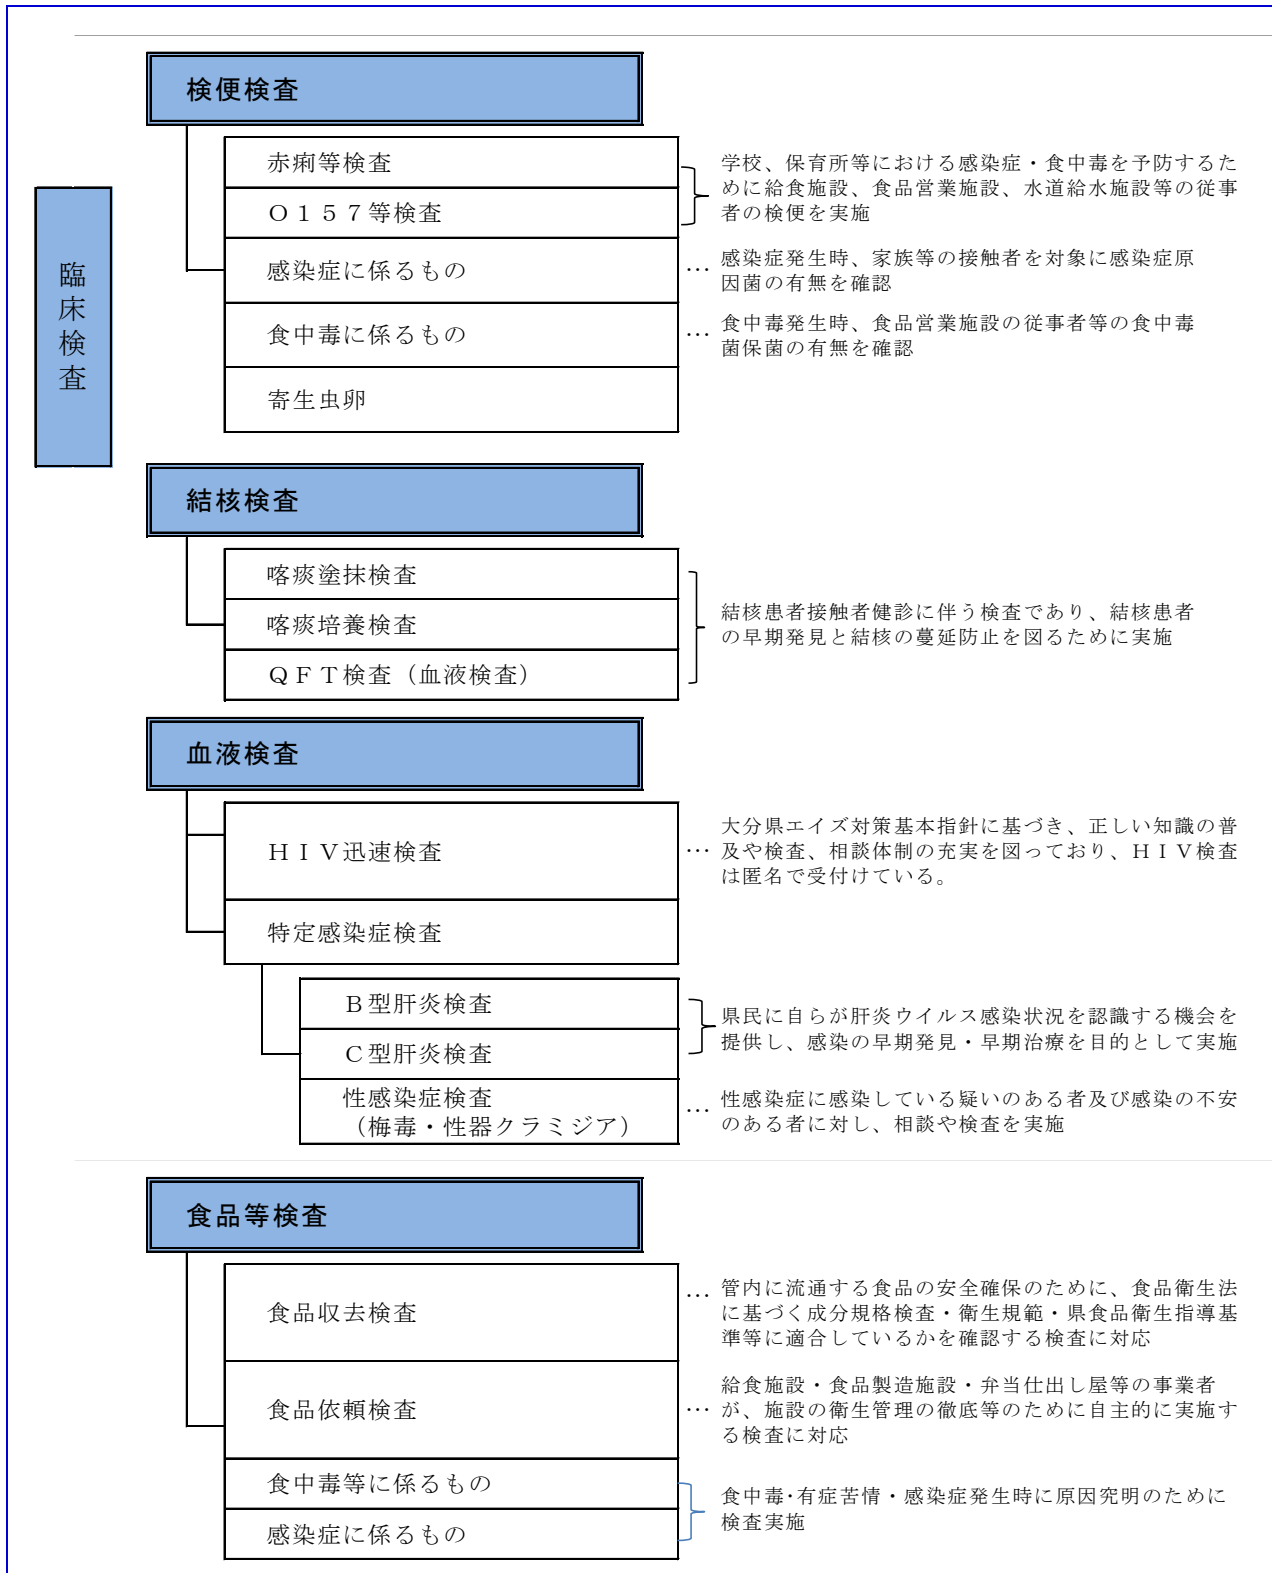 検便検査
赤痢等検査
Ｏ１５７等検査
学校、保育所等における感染症・食中毒を予防するた
めに給食施設、食品営業施設、水道給水施設等の従事
者の検便を実施
臨床検査
感染症に係るもの
… 感染症発生時、家族等の接触者を対象に感染症原
因菌の有無を確認
食中毒に係るもの
… 食中毒発生時、食品営業施設の従事者等の食中毒
菌保菌の有無を確認
寄生虫卵
結核検査
喀痰塗抹検査
喀痰培養検査
ＱＦＴ検査（血液検査）
結核患者接触者健診に伴う検査であり、結核患者
の早期発見と結核の蔓延防止を図るために実施
血液検査
ＨＩＶ迅速検査
大分県エイズ対策基本指針に基づき、正しい知識の普
… 及や検査、相談体制の充実を図っており、ＨＩＶ検査
は匿名で受付けている。
特定感染症検査
Ｂ型肝炎検査
Ｃ型肝炎検査
県民に自らが肝炎ウイルス感染状況を認識する機会を
提供し、感染の早期発見・早期治療を目的として実施
性感染症検査
（梅毒・性器クラミジア）
… 性感染症に感染している疑いのある者及び感染の不安
のある者に対し、相談や検査を実施
食品等検査
食品収去検査
… 管内に流通する食品の安全確保のために、食品衛生法
に基づく成分規格検査・衛生規範・県食品衛生指導基
準等に適合しているかを確認する検査に対応
食品依頼検査
給食施設・食品製造施設・弁当仕出し屋等の事業者
… が、施設の衛生管理の徹底等のために自主的に実施す
る検査に対応
食中毒等に係るもの
感染症に係るもの
食中毒･有症苦情・感染症発生時に原因究明のために
検査実施